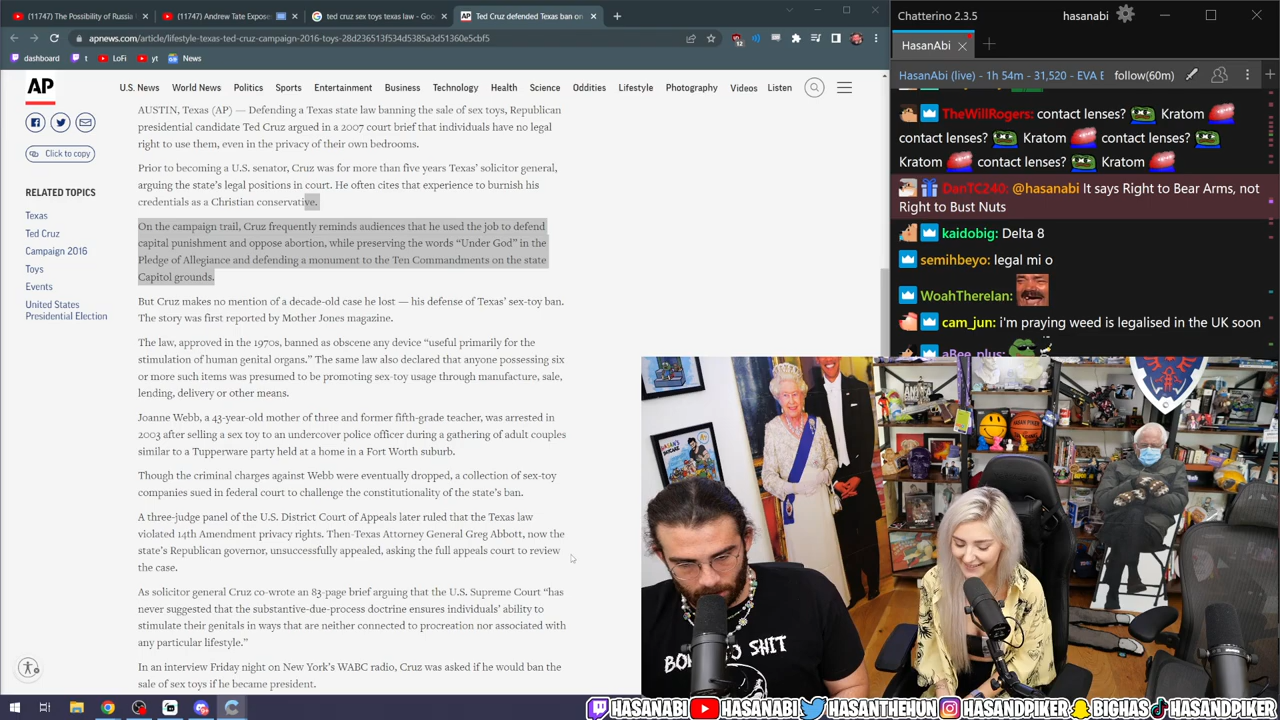 (11747) The Possibility of Russia
(11747) Andrew Tate Expose
ted cruz sex toys texas law - Goo
Ted Cruz defended Texas ban on
apnews.com/article/lifestyle-texas-ted-cruz-campaign-2016-toys-28d236513f534d5385a3d51360e5cbf5
12
dashboard
t
LoFi
yt
News
AP
U.S. News
World News
Politics
Sports
Entertainment
Business
Technology
Health
Science
Oddities
Lifestyle
Photography
Videos
Listen
Click to copy
RELATED TOPICS
Texas
Ted Cruz
Campaign 2016
Toys
Events
United States
Presidential Election
AUSTIN, Texas (AP) — Defending a Texas state law banning the sale of sex toys, Republican
presidential candidate Ted Cruz argued in a 2007 court brief that individuals have no legal
right to use them, even in the privacy of their own bedrooms.
Prior to becoming a U.S. senator, Cruz was for more than five years Texas’ solicitor general,
arguing the state’s legal positions in court. He often cites that experience to burnish his
credentials as a Christian conservative.
On the campaign trail, Cruz frequently reminds audiences that he used the job to defend
capital punishment and oppose abortion, while preserving the words “Under God” in the
Pledge of Allegiance and defending a monument to the Ten Commandments on the state
Capitol grounds.
But Cruz makes no mention of a decade-old case he lost — his defense of Texas’ sex-toy ban.
The story was first reported by Mother Jones magazine.
The law, approved in the 1970s, banned as obscene any device “useful primarily for the
stimulation of human genital organs.” The same law also declared that anyone possessing six
or more such items was presumed to be promoting sex-toy usage through manufacture, sale,
lending, delivery or other means.
Joanne Webb, a 43-year-old mother of three and former fifth-grade teacher, was arrested in
2003 after selling a sex toy to an undercover police officer during a gathering of adult couples
similar to a Tupperware party held at a home in a Fort Worth suburb.
Though the criminal charges against Webb were eventually dropped, a collection of sex-toy
companies sued in federal court to challenge the constitutionality of the state’s ban.
A three-judge panel of the U.S. District Court of Appeals later ruled that the Texas law
violated 14th Amendment privacy rights. Then-Texas Attorney General Greg Abbott, now the
state’s Republican governor, unsuccessfully appealed, asking the full appeals court to review
the case.
As solicitor general Cruz co-wrote an 83-page brief arguing that the U.S. Supreme Court “has
never suggested that the substantive-due-process doctrine ensures individuals’ ability to
stimulate their genitals in ways that are neither connected to procreation nor associated with
any particular lifestyle.”
In an interview Friday night on New York’s WABC radio, Cruz was asked if he would ban the
sale of sex toys if he became president.
Chatterino 2.3.5
hasanabi
HasanAbi
HasanAbi (live) - 1h 54m - 31,520 - EVA E
follow(60m)
TheWillRogers: contact lenses? Kratom
contact lenses? Kratom contact lenses?
Kratom contact lenses? Kratom
DanTC240: @hasanabi It says Right to Bear Arms, not
Right to Bust Nuts
kaidobig: Delta 8
semihbeyo: legal mi o
WoahTherelan:
cam_jun: i'm praying weed is legalised in the UK soon
aBee_plus:
HASANABI
HASANABI
HASANTHEHUN
HASANDPIKER
BIGHAS
HASANDPIKER